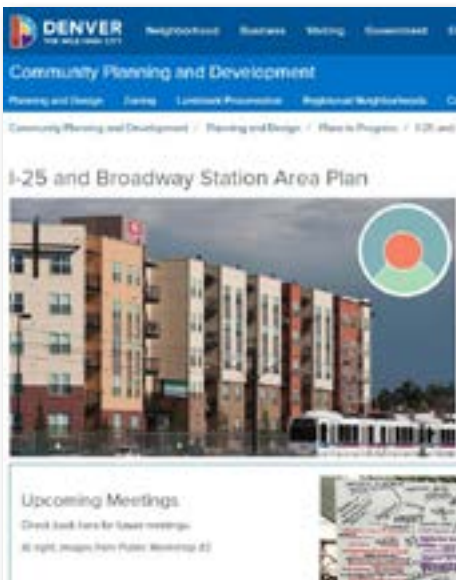 DENVER
THE MILE HIGH CITY
Neighborhood Business Visiting Government
Community Planning and Development
Planning and Design Zoning Landmark Preservation Registered Neighborhoods
Community Planning and Development / Planning and Design / Plans in Progress / I-25 and
I-25 and Broadway Station Area Plan
Upcoming Meetings
Check back here for future meetings.
At right, images from Public Workshop #2